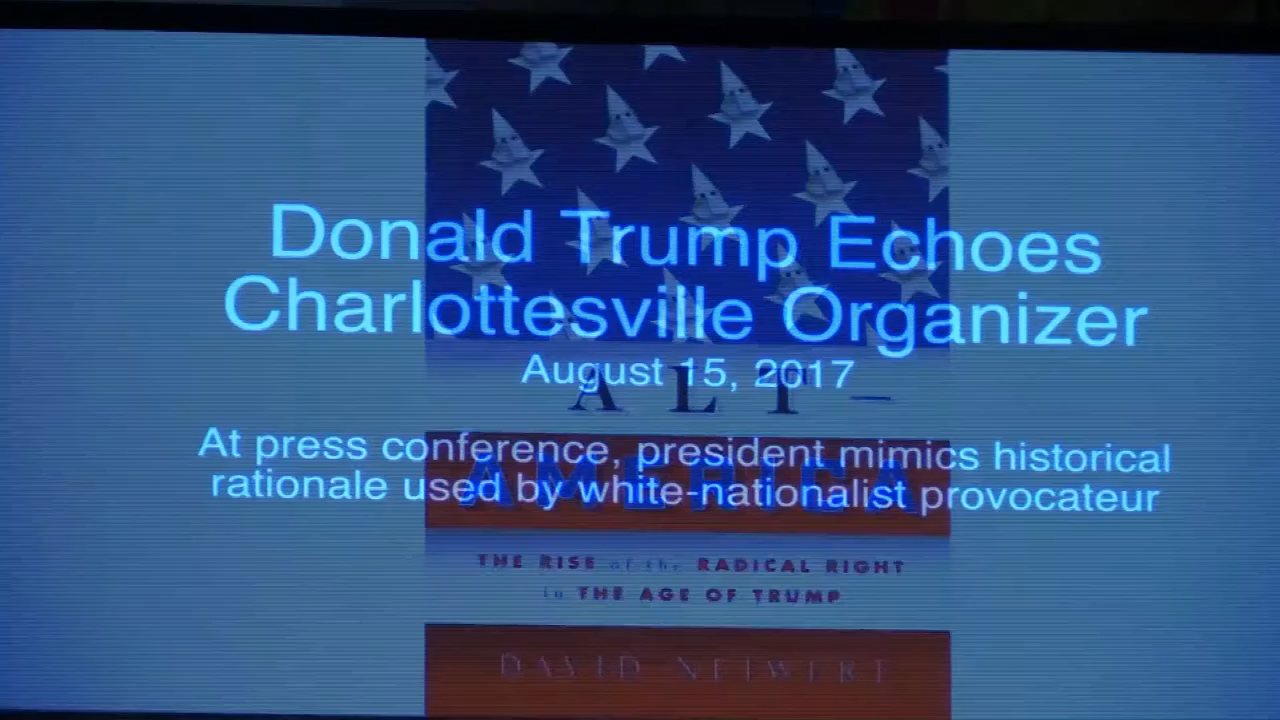 Donald Trump Echoes
Charlottesville Organizer
August 15, 2017
At press conference, president mimics historical
rationale used by white-nationalist provocateur
ALT–
AMERICA
THE RISE of the RADICAL RIGHT
in THE AGE OF TRUMP
DAVID NEIWERT